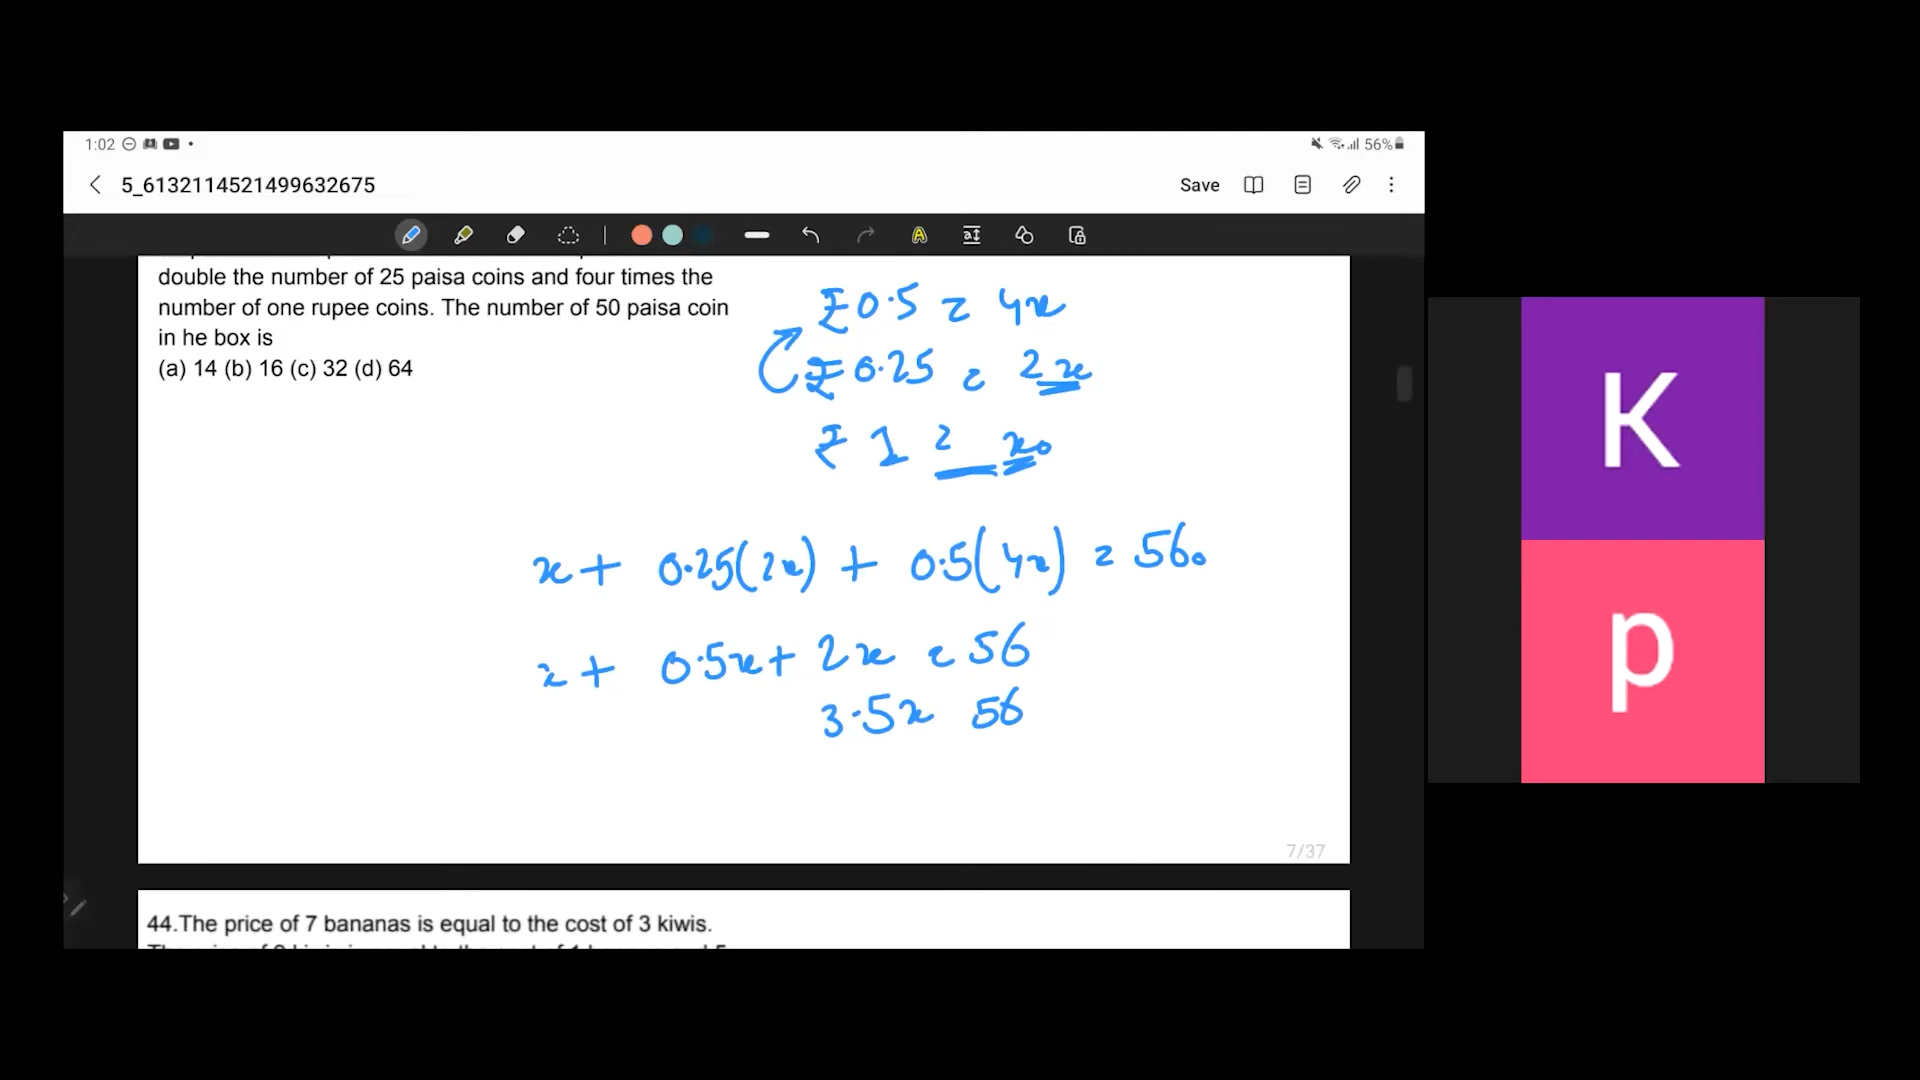 1:02
56%
5_6132114521499632675
Save
double the number of 25 paisa coins and four times the
number of one rupee coins. The number of 50 paisa coin
in he box is
(a) 14 (b) 16 (c) 32 (d) 64
₹0.5 = 4x
₹0.25 = 2x
₹ 1 = x
x + 0.25(2x) + 0.5(4x) = 56.
x + 0.5x + 2x = 56
3.5x 56
7/37
44.The price of 7 bananas is equal to the cost of 3 kiwis.
K
p